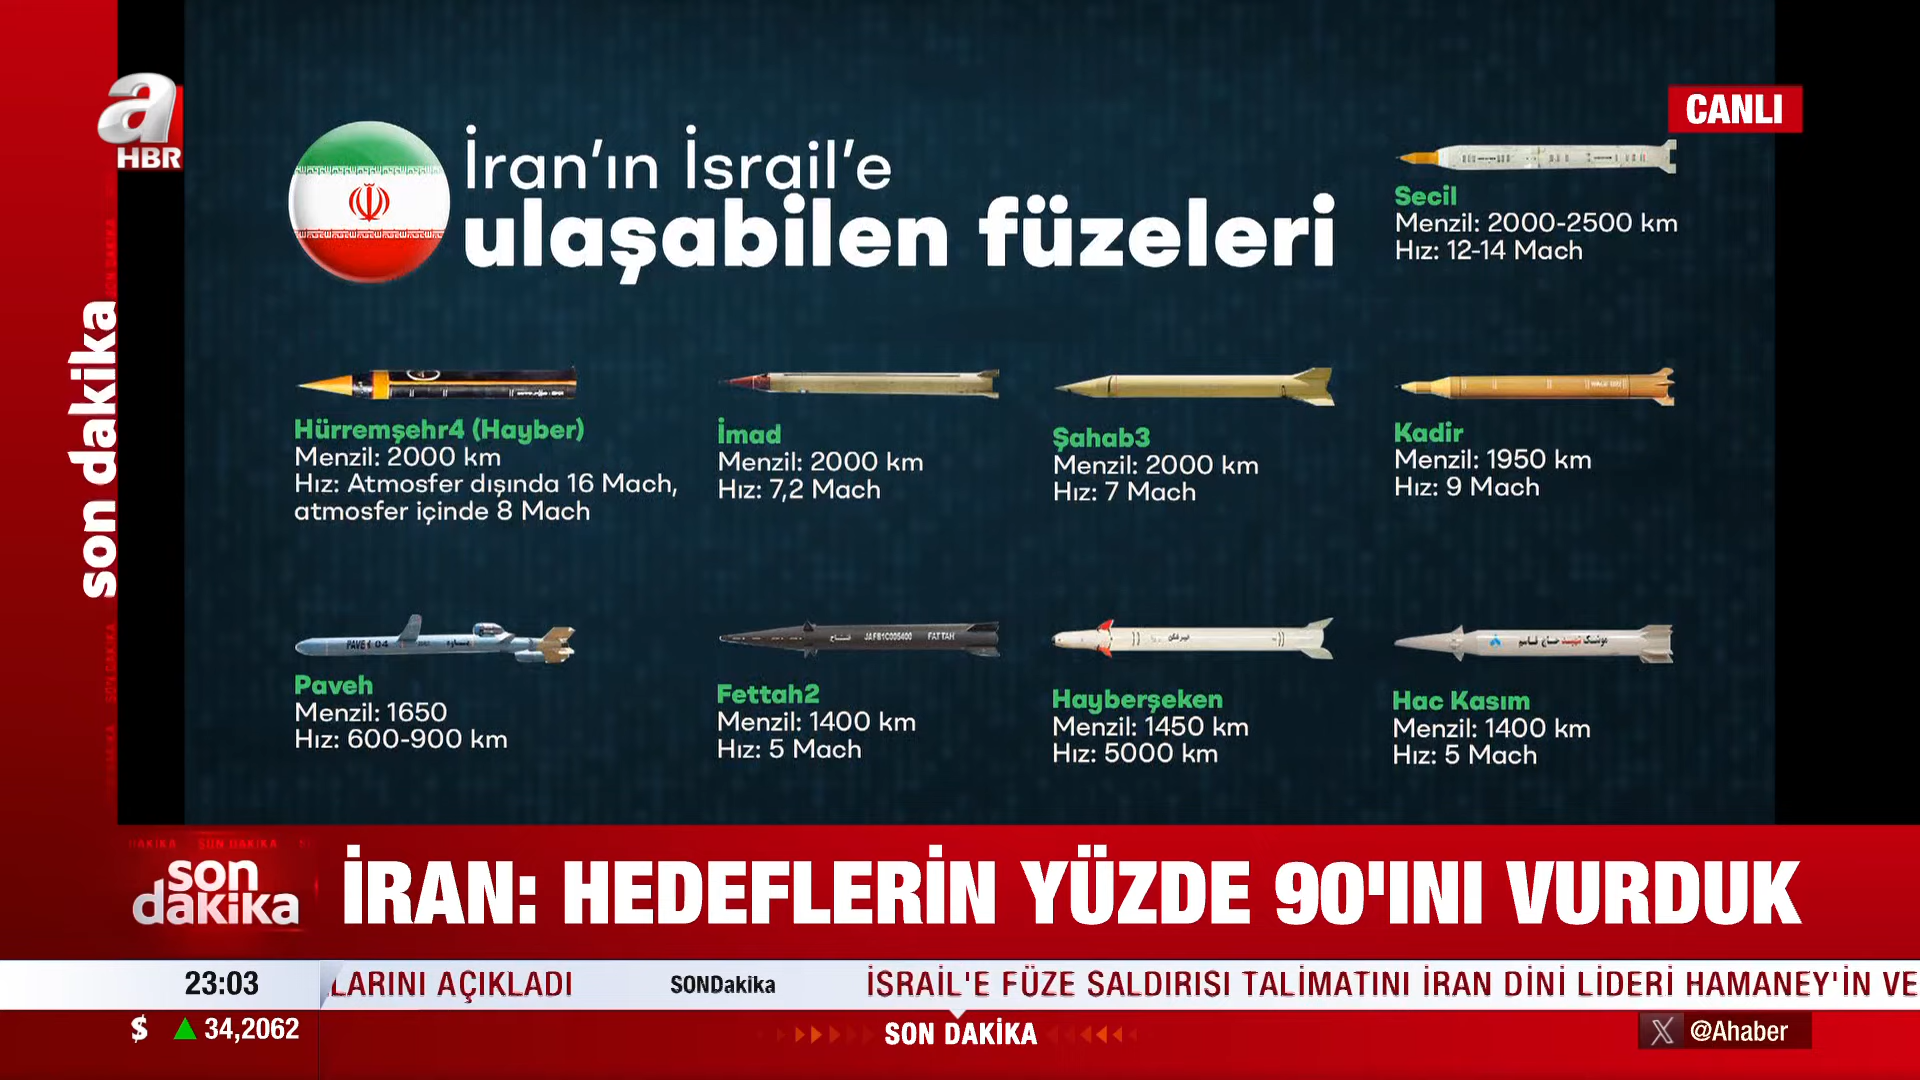 a
HBR
son dakika
CANLI
İran'ın İsrail'e
ulaşabilen füzeleri
Secil
Menzil: 2000-2500 km
Hız: 12-14 Mach
Hürremşehr4 (Hayber)
Menzil: 2000 km
Hız: Atmosfer dışında 16 Mach,
atmosfer içinde 8 Mach
İmad
Menzil: 2000 km
Hız: 7,2 Mach
Şahab3
Menzil: 2000 km
Hız: 7 Mach
Kadir
Menzil: 1950 km
Hız: 9 Mach
Paveh
Menzil: 1650
Hız: 600-900 km
FATTAH
Fettah2
Menzil: 1400 km
Hız: 5 Mach
Hayberşeken
Menzil: 1450 km
Hız: 5000 km
موشک شهید حاج قاسم
Hac Kasım
Menzil: 1400 km
Hız: 5 Mach
son
dakika
İRAN: HEDEFLERİN YÜZDE 90'INI VURDUK
23:03
LARINI AÇIKLADI
SONDakika
İSRAİL'E FÜZE SALDIRISI TALİMATINI İRAN DİNİ LİDERİ HAMANEY'İN VE
$ 34,2062
SON DAKİKA
@Ahaber